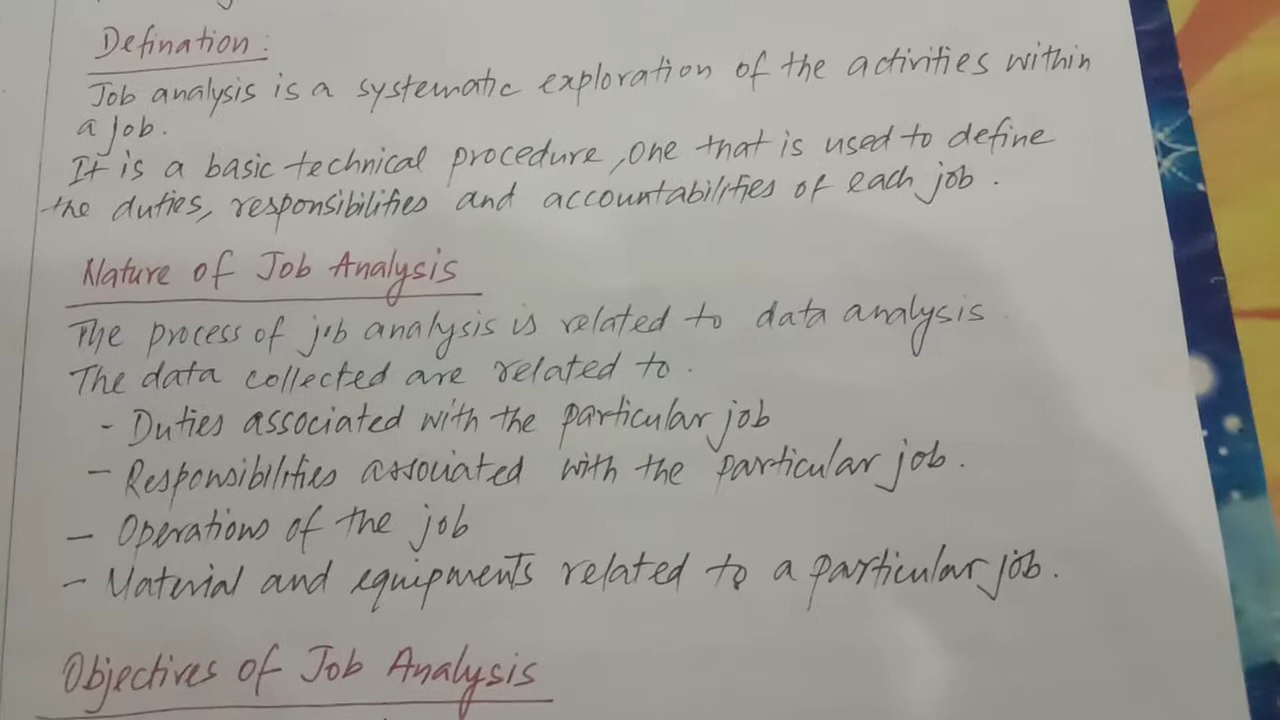 Defination :
Job analysis is a systematic exploration of the activities within
a job.
It is a basic technical procedure, one that is used to define
the duties, responsibilities and accountabilities of each job.
Nature of Job Analysis
The process of job analysis is related to data analysis
The data collected are related to.
- Duties associated with the particular job
- Responsibilities associated with the particular job.
- Operations of the job
- Material and equipments related to a particular job.
Objectives of Job Analysis